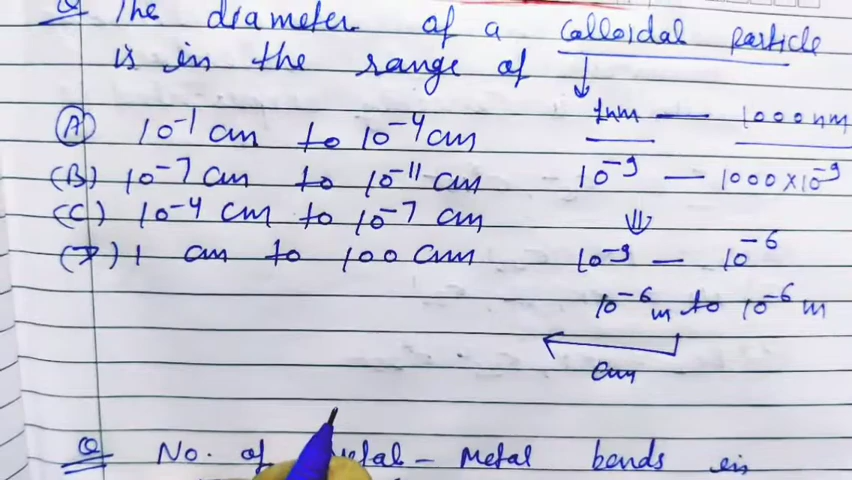 Q The diameter of a colloidal particle
is in the range of
1nm — 1000nm
(A) 10⁻¹ cm to 10⁻⁴ cm
(B) 10⁻⁷ cm to 10⁻¹¹ cm
10⁻⁹ — 1000×10⁻⁹
(C) 10⁻⁴ cm to 10⁻⁷ cm
(D) 1 cm to 100 cm
10⁻⁹ — 10⁻⁶
10⁻⁶ m to 10⁻⁶ m
cm
Q No. of Metal - Metal bonds in